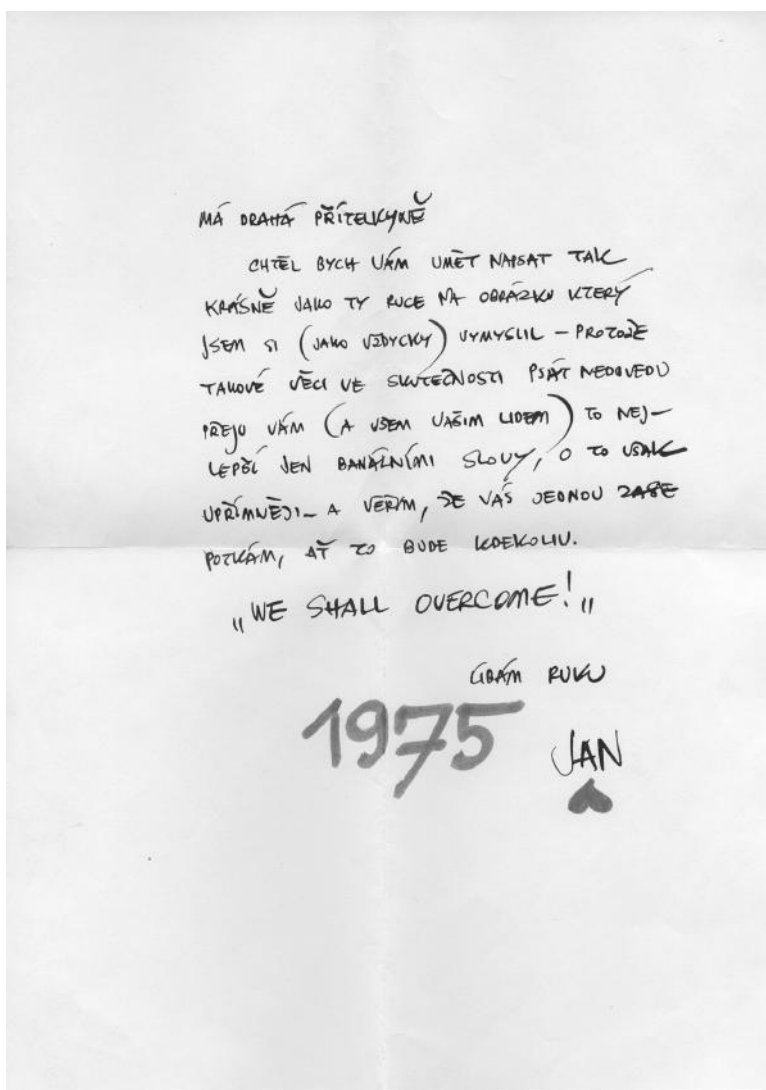 MÁ DRAHÁ PŘÍTELKYNĚ
CHTĚL BYCH VÁM UMĚT NAPSAT TAK
KRÁSNĚ JAKO TY RUCE NA OBRÁZKU KTERÝ
JSEM SI (JAKO VŽDYCKY) VYMYSLIL – PROTOŽE
TAKOVÉ VĚCI VE SKUTEČNOSTI PSÁT NEDOVEDU
PŘEJU VÁM (A VŠEM VAŠIM LIDEM) TO NEJ–
LEPŠÍ JEN BANÁLNÍMI SLOVY, O TO VŠAK
UPŘÍMNĚJI – A VĚŘÍM, ŽE VÁS JEDNOU ZASE
POTKÁM, AŤ TO BUDE KDEKOLIV.
„WE SHALL OVERCOME!„
LÍBÁM RUKU
1975
JAN